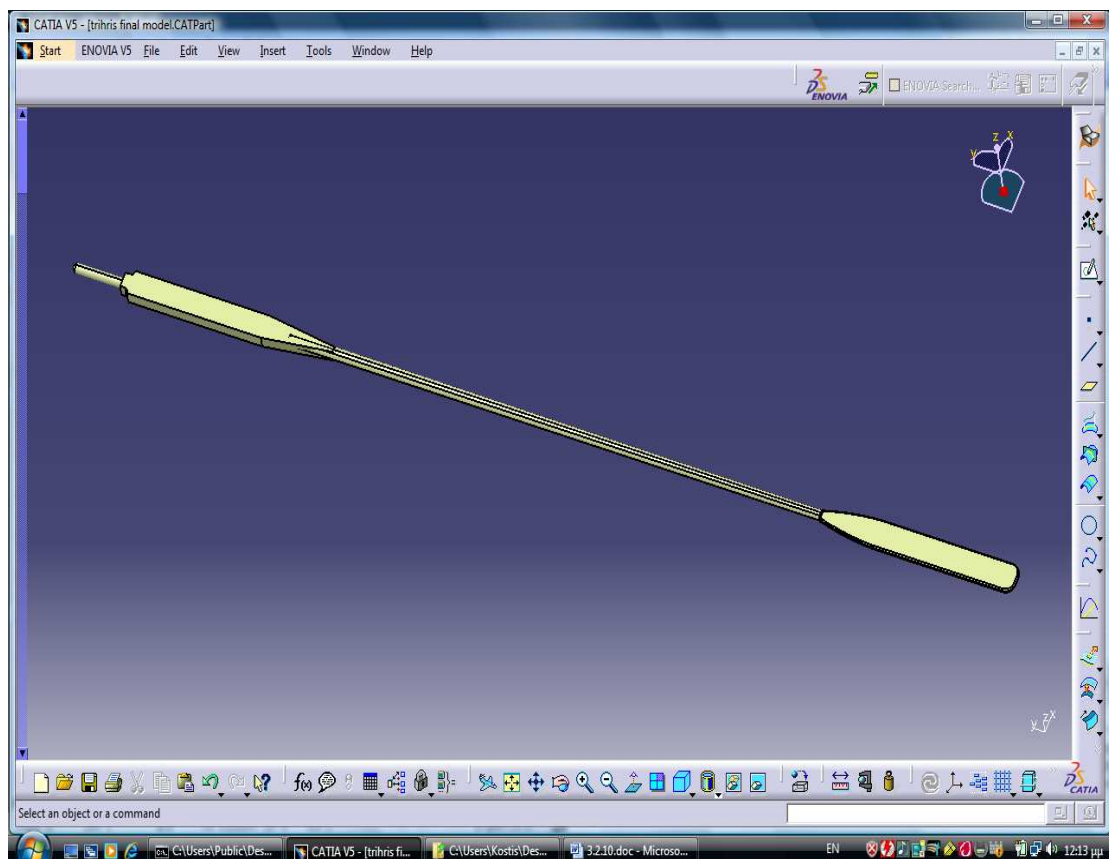 CATIA V5 - [trihris final model.CATPart]
Start ENOVIA V5 File Edit View Insert Tools Window Help
ENOVIA ENOVIA Search...
z x
y
y z x
f(x)
CATIA
Select an object or a command
C:\Users\Public\Des... CATIA V5 - [trihris fi... C:\Users\Kostis\Des... 3.2.10.doc - Microso... EN 12:13 μμ